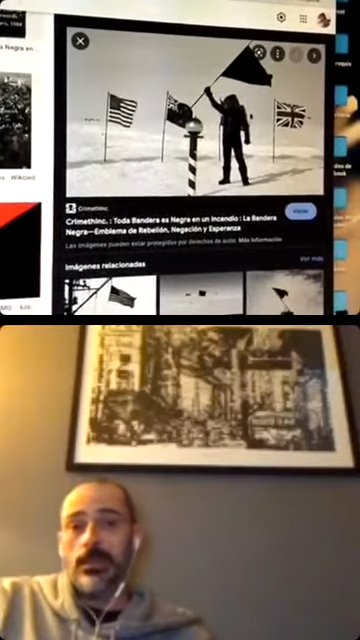 a Negra en ...
CrimethInc.
CrimethInc. : Toda Bandera es Negra en un Incendio : La Bandera
Negra—Emblema de Rebelión, Negación y Esperanza
Visitar
Las imágenes pueden estar protegidas por derechos de autor. Más información
Imágenes relacionadas
Ver más